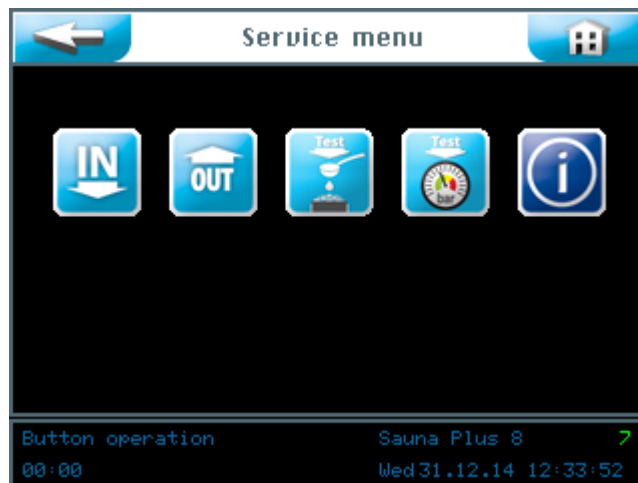 Service menu
IN
OUT
Test
Test
bar
i
Button operation
Sauna Plus 8
7
00:00
Wed 31.12.14 12:33:52